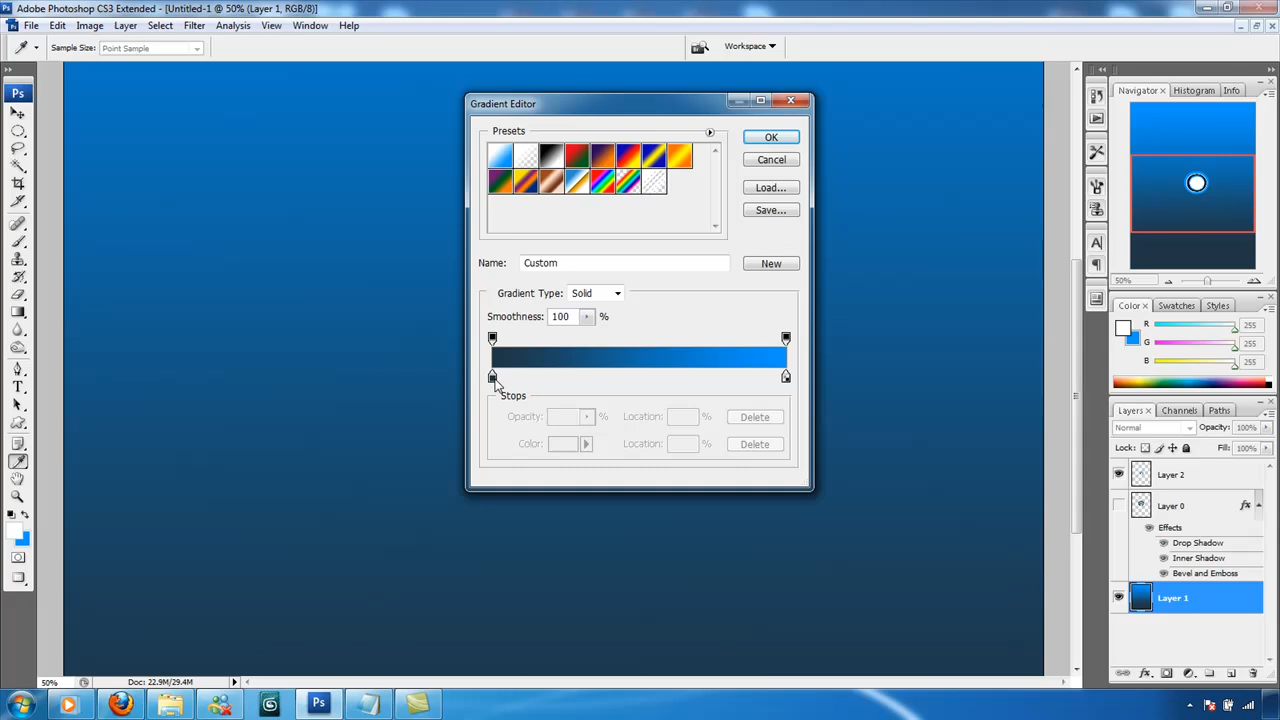 Adobe Photoshop CS3 Extended - [Untitled-1 @ 50% (Layer 1, RGB/8)]
File Edit Image Layer Select Filter Analysis View Window Help
Sample Size: Point Sample
Workspace
Ps
Gradient Editor
Presets
OK
Cancel
Load...
Save...
Name: Custom
New
Gradient Type: Solid
Smoothness: 100 %
Stops
Opacity: % Location: % Delete
Color: Location: % Delete
Navigator × Histogram Info
50%
Color × Swatches Styles
R 255
G 255
B 255
Layers × Channels Paths
Normal Opacity: 100%
Lock: Fill: 100%
Layer 2
Layer 0 fx
Effects
Drop Shadow
Inner Shadow
Bevel and Emboss
Layer 1
T
A
50% Doc: 22.9M/29.4M
Ps